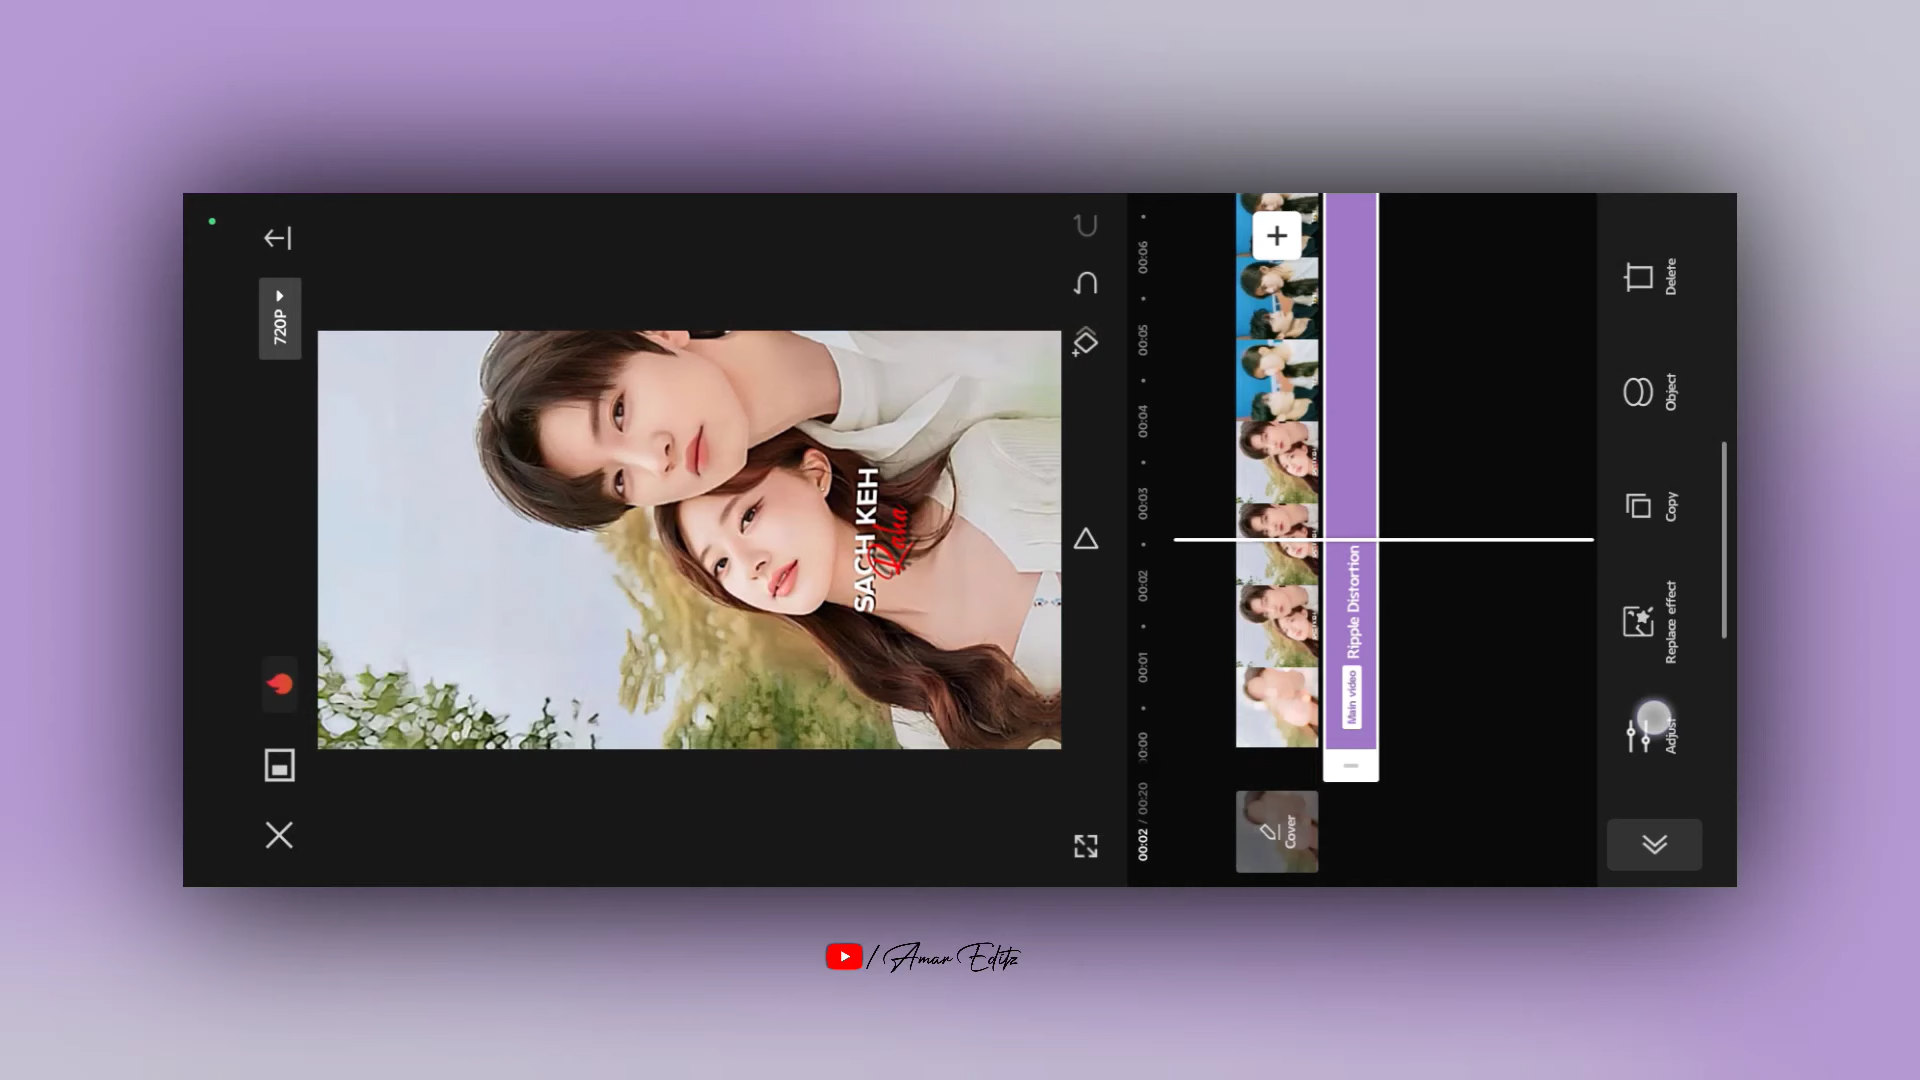 720P
SACH KEH
Raha
00:02 / 00:20
00:00
00:01
00:02
00:03
00:04
00:05
00:06
Cover
Main video
Ripple Distortion
Adjust
Replace effect
Copy
Object
Delete
/ Amar Editz